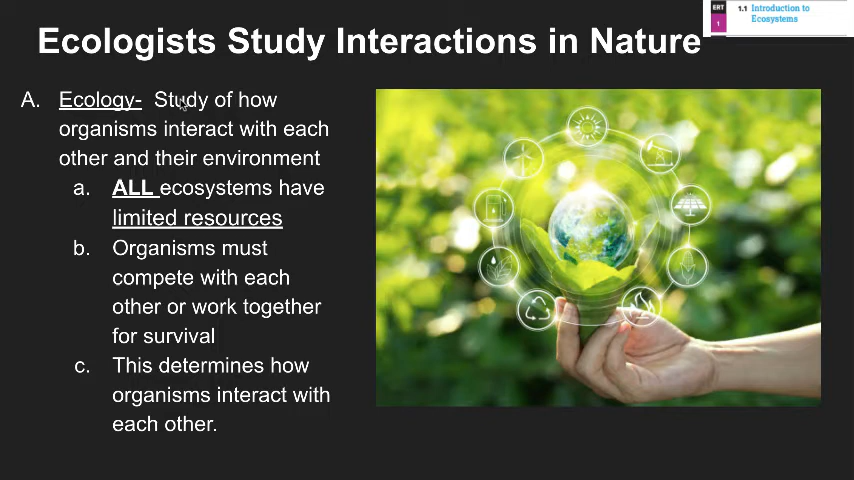 Ecologists Study Interactions in Nature
ERT
1
1.1 Introduction to
Ecosystems
A. Ecology- Study of how
organisms interact with each
other and their environment
a. ALL ecosystems have
limited resources
b. Organisms must
compete with each
other or work together
for survival
c. This determines how
organisms interact with
each other.